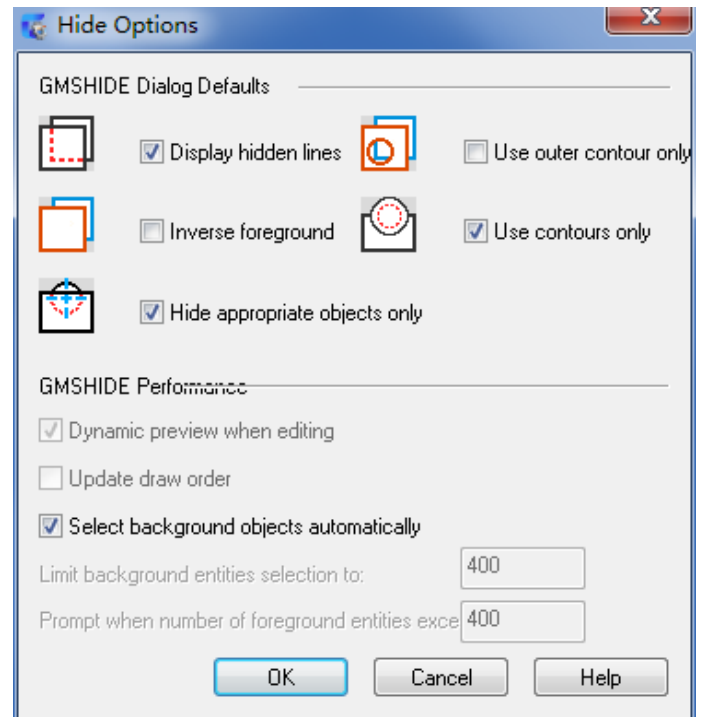 Hide Options
GMSHIDE Dialog Defaults
Display hidden lines
Use outer contour only
Inverse foreground
Use contours only
Hide appropriate objects only
GMSHIDE Performance
Dynamic preview when editing
Update draw order
Select background objects automatically
Limit background entities selection to: 400
Prompt when number of foreground entities exce 400
OK Cancel Help